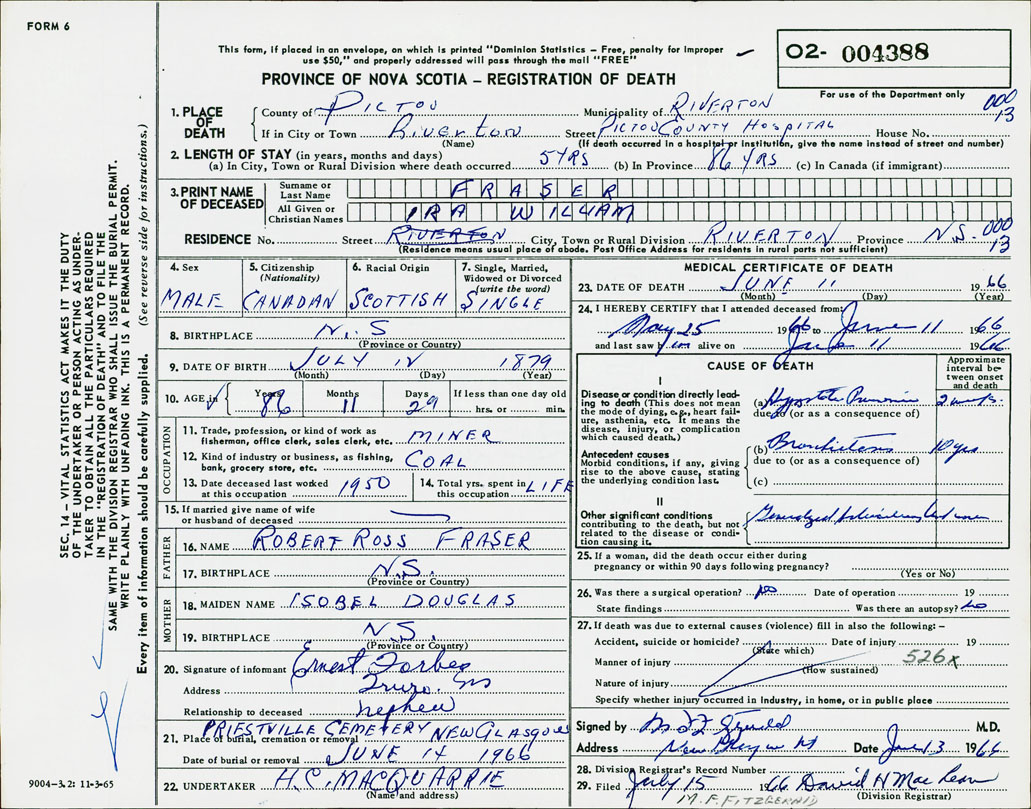 FORM 6
This form, if placed in an envelope, on which is printed "Dominion Statistics – Free, penalty for improper
use $50," and properly addressed will pass through the mail "FREE"
O2- 004388
For use of the Department only
PROVINCE OF NOVA SCOTIA – REGISTRATION OF DEATH
SEC. 14 – VITAL STATISTICS ACT MAKES IT THE DUTY
OF THE UNDERTAKER OR PERSON ACTING AS UNDER-
TAKER TO OBTAIN ALL THE PARTICULARS REQUIRED
IN THE "REGISTRATION OF DEATH" AND TO FILE THE
SAME WITH THE DIVISION REGISTRAR WHO SHALL ISSUE THE BURIAL PERMIT.
WRITE PLAINLY WITH UNFADING INK. THIS IS A PERMANENT RECORD.
Every item of information should be carefully supplied. (See reverse side for instructions.)
1. PLACE OF DEATH
County of PICTOU Municipality of RIVERTON 000 13
If in City or Town Riverton Street PICTOU COUNTY HOSPITAL House No.
(Name) (If death occurred in a hospital or institution, give the name instead of street and number)
2. LENGTH OF STAY (in years, months and days)
(a) In City, Town or Rural Division where death occurred 5 YRS (b) In Province 86 YRS (c) In Canada (if immigrant)
3. PRINT NAME OF DECEASED
Surname or Last Name FRASER
All Given or Christian Names IRA WILLIAM
RESIDENCE No. Street RIVERTON City, Town or Rural Division RIVERTON Province N.S. 000 13
(Residence means usual place of abode. Post Office Address for residents in rural parts not sufficient)
4. Sex
MALE
5. Citizenship (Nationality)
CANADIAN
6. Racial Origin
SCOTTISH
7. Single, Married, Widowed or Divorced (write the word)
SINGLE
8. BIRTHPLACE N.S
(Province or Country)
9. DATE OF BIRTH JULY 12 1879
(Month) (Day) (Year)
10. AGE in Years 86 Months 11 Days 29 If less than one day old hrs. or min.
OCCUPATION
11. Trade, profession, or kind of work as
fisherman, office clerk, sales clerk, etc. MINER
12. Kind of industry or business, as fishing,
bank, grocery store, etc. COAL
13. Date deceased last worked
at this occupation 1950
14. Total yrs. spent in
this occupation LIFE
15. If married give name of wife
or husband of deceased
FATHER
16. NAME ROBERT ROSS FRASER
17. BIRTHPLACE N.S.
(Province or Country)
MOTHER
18. MAIDEN NAME ISOBEL DOUGLAS
19. BIRTHPLACE N.S.
(Province or Country)
20. Signature of informant Ernest Forbes
Address Truro. NS
Relationship to deceased nephew
21. Place of burial, cremation or removal PRIESTVILLE CEMETERY NEW GLASGOW
Date of burial or removal JUNE 14 1966
22. UNDERTAKER H.C. MACQUARRIE
(Name and address)
9004-3.2: 11-3-65
MEDICAL CERTIFICATE OF DEATH
23. DATE OF DEATH JUNE 11 1966
(Month) (Day) (Year)
24. I HEREBY CERTIFY that I attended deceased from
May 25 1966 to June 11 1966
and last saw him alive on June 11 1966
CAUSE OF DEATH
Approximate interval between onset and death
I
Disease or condition directly lead-
ing to death (This does not mean
the mode of dying, e.g., heart fail-
ure, asthenia, etc. It means the
disease, injury, or complication
which caused death.)
(a) Hypostatic Pneumonia 2 weeks.
due to (or as a consequence of)
Antecedent causes
Morbid conditions, if any, giving
rise to the above cause, stating
the underlying condition last.
(b) 10 yrs
due to (or as a consequence of)
(c)
II
Other significant conditions
contributing to the death, but not
related to the disease or condi-
tion causing it.
Generalized
25. If a woman, did the death occur either during
pregnancy or within 90 days following pregnancy?
(Yes or No)
26. Was there a surgical operation? no Date of operation 19
State findings Was there an autopsy? no
27. If death was due to external causes (violence) fill in also the following: –
Accident, suicide or homicide? Date of injury 19
(State which)
526x
Manner of injury
(How sustained)
Nature of injury
Specify whether injury occurred in industry, in home, or in public place
Signed by M.D.
Address New Glasgow NS Date June 13 1966
28. Division Registrar's Record Number
29. Filed July 15 1966 David H MacLean
(Division Registrar)
M. F. FITZGERALD